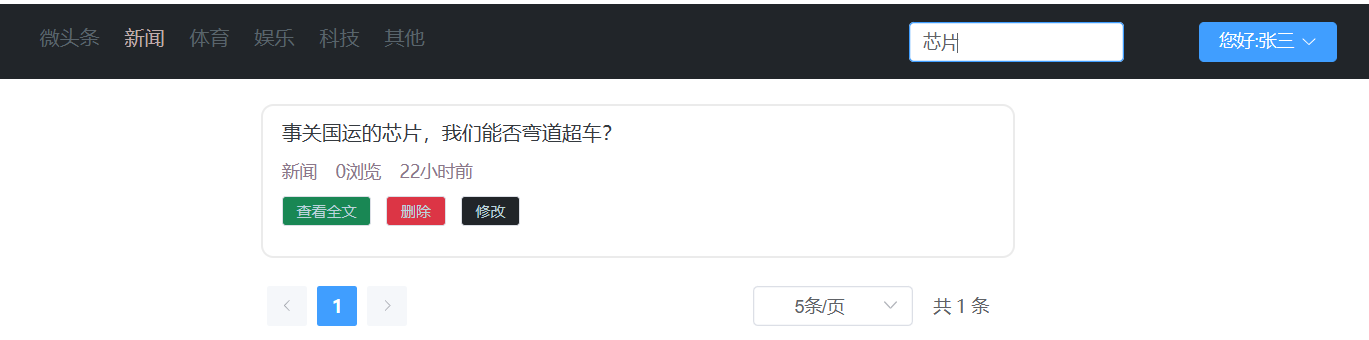 微头条 新闻 体育 娱乐 科技 其他 芯片 您好:张三
事关国运的芯片，我们能否弯道超车？
新闻 0浏览 22小时前
查看全文 删除 修改
1 5条/页 共 1 条